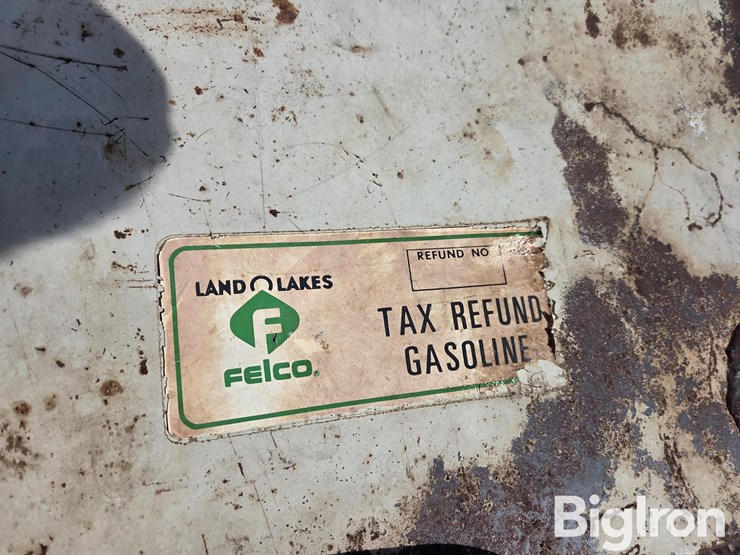 LAND O LAKES
F
FELCO®
REFUND NO
TAX REFUND
GASOLINE
BigIron